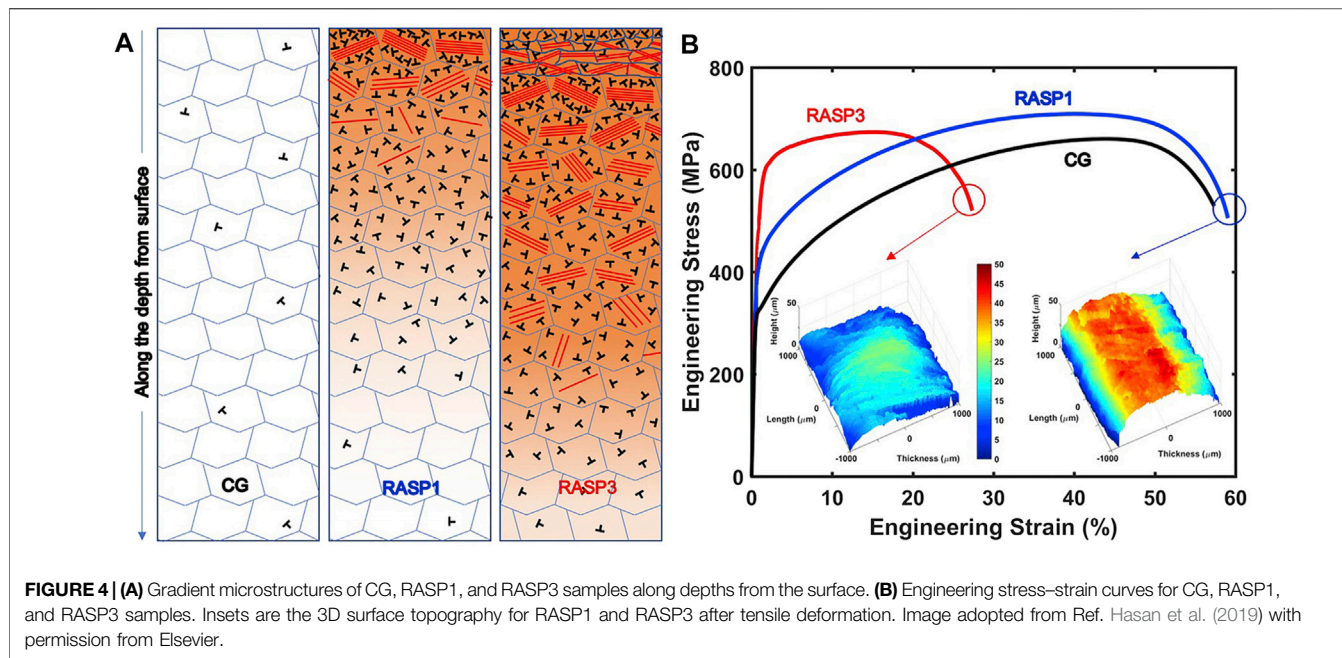 A
Along the depth from surface
CG
RASP1
RASP3
B
800
600
400
200
0
Engineering Stress (MPa)
RASP3
RASP1
CG
50
45
40
35
30
25
20
15
10
5
0
Height (μm)
50
0
1000
Length (μm)
0
-1000
Thickness (μm)
0
1000
Height (μm)
50
0
1000
Length (μm)
0
-1000
Thickness (μm)
0
1000
0
10
20
30
40
50
60
Engineering Strain (%)
FIGURE 4 | (A) Gradient microstructures of CG, RASP1, and RASP3 samples along depths from the surface. (B) Engineering stress–strain curves for CG, RASP1,
and RASP3 samples. Insets are the 3D surface topography for RASP1 and RASP3 after tensile deformation. Image adopted from Ref. Hasan et al. (2019) with
permission from Elsevier.